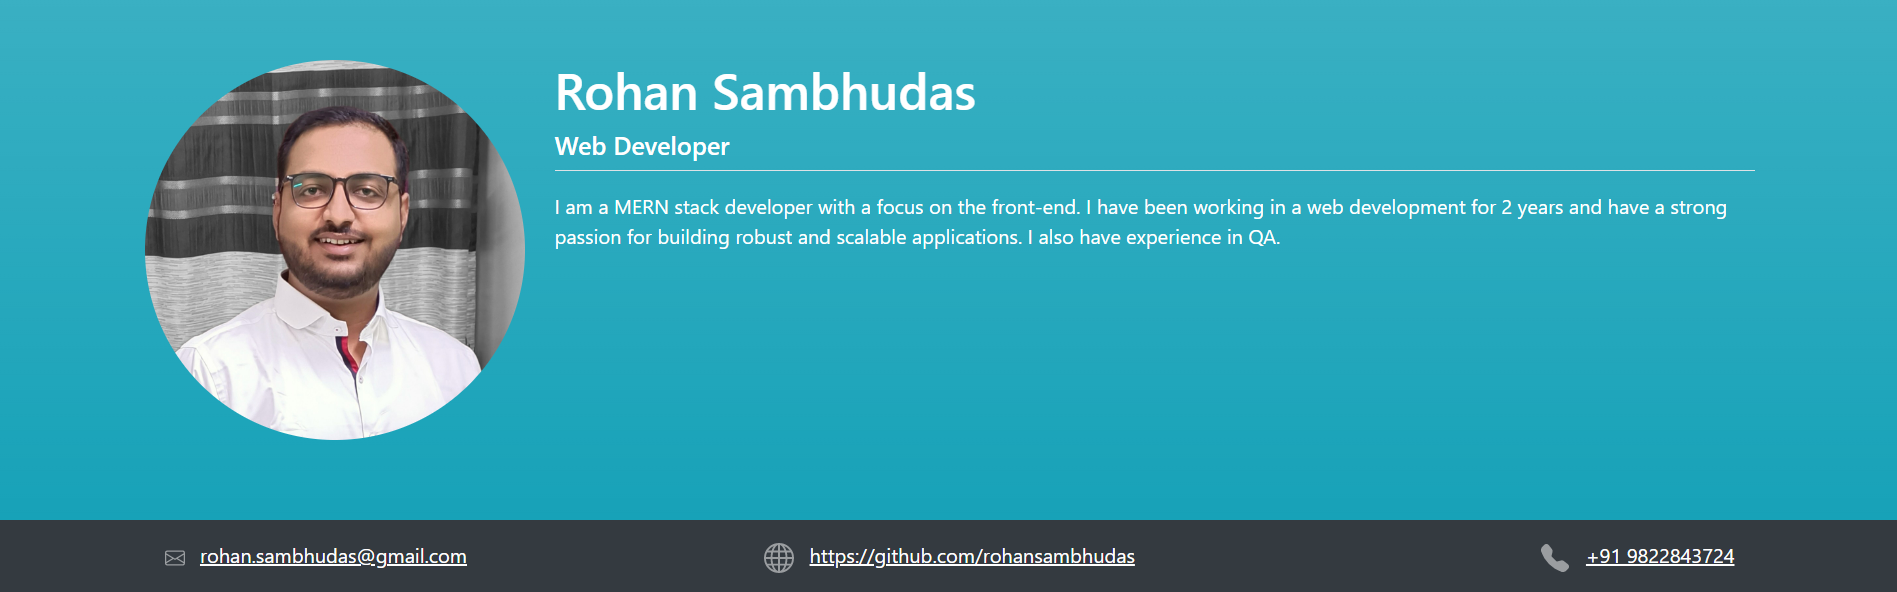 Rohan Sambhudas
Web Developer
I am a MERN stack developer with a focus on the front-end. I have been working in a web development for 2 years and have a strong
passion for building robust and scalable applications. I also have experience in QA.
rohan.sambhudas@gmail.com
https://github.com/rohansambhudas
+91 9822843724